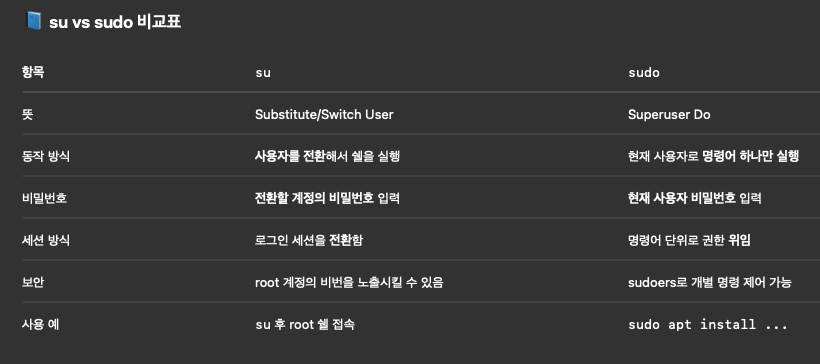 📘 su vs sudo 비교표
항목 su sudo
뜻 Substitute/Switch User Superuser Do
동작 방식 사용자를 전환해서 쉘을 실행 현재 사용자로 명령어 하나만 실행
비밀번호 전환할 계정의 비밀번호 입력 현재 사용자 비밀번호 입력
세션 방식 로그인 세션을 전환함 명령어 단위로 권한 위임
보안 root 계정의 비번을 노출시킬 수 있음 sudoers로 개별 명령 제어 가능
사용 예 su 후 root 쉘 접속 sudo apt install ...